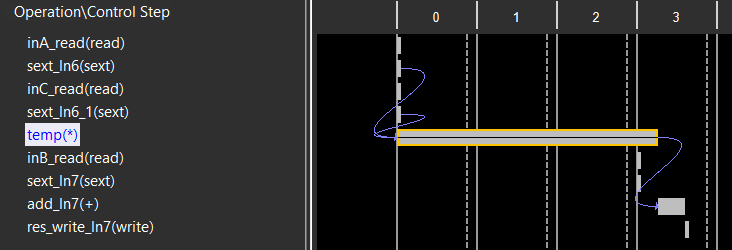 Operation\Control Step
0 1 2 3
inA_read(read)
sext_ln6(sext)
inC_read(read)
sext_ln6_1(sext)
temp(*)
inB_read(read)
sext_ln7(sext)
add_ln7(+)
res_write_ln7(write)